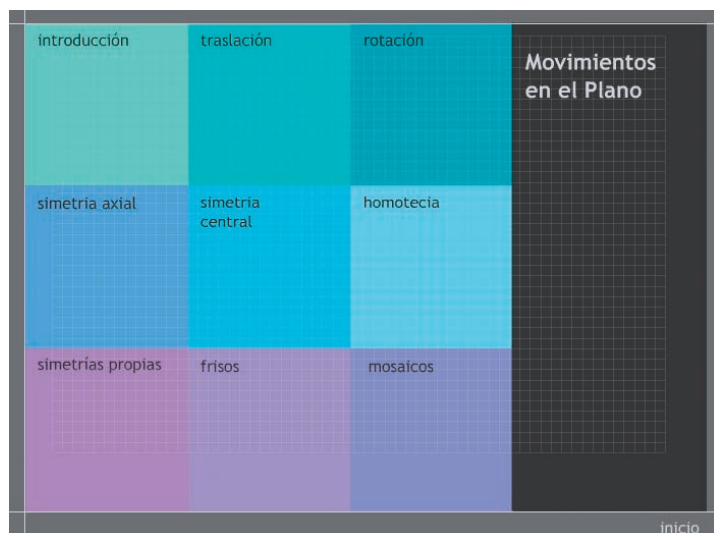 introducción
traslación
rotación
Movimientos
en el Plano
simetria axial
simetria
central
homotecia
simetrías propias
frisos
mosaicos
inicio